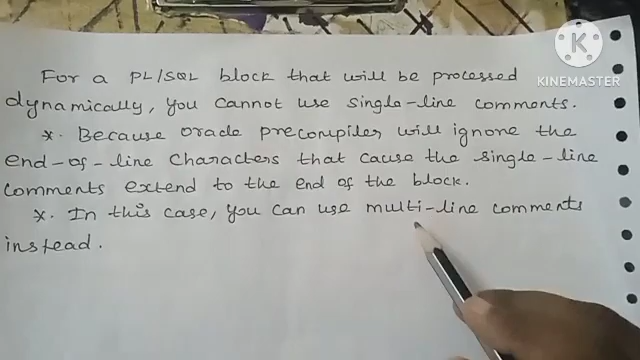 For a PL/SQL block that will be processed
dynamically, you cannot use single-line comments.
*. Because oracle precompiler will ignore the
end-of-line characters that cause the single-line
comments extend to the end of the block.
*. In this case, you can use multi-line comments
instead.
K
KINEMASTER